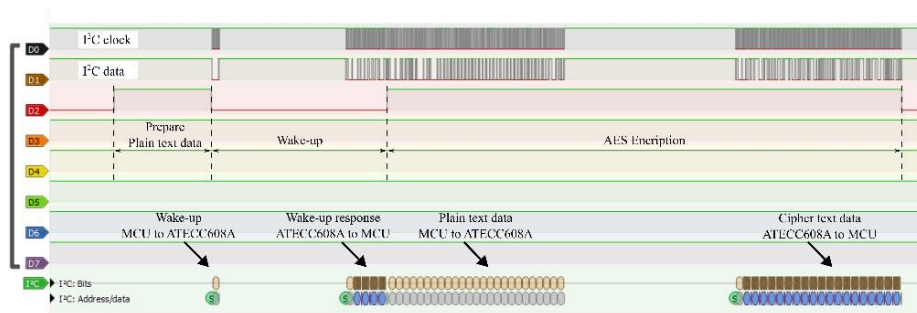 I²C clock
D0
I²C data
D1
D2
Prepare
Plain text data
Wake-up
AES Encription
D3
D4
D5
Wake-up
MCU to ATECC608A
Wake-up response
ATECC608A to MCU
Plain text data
MCU to ATECC608A
Cipher text data
ATECC608A to MCU
D6
D7
I²C
I²C: Bits
I²C: Address/data
S
S
S